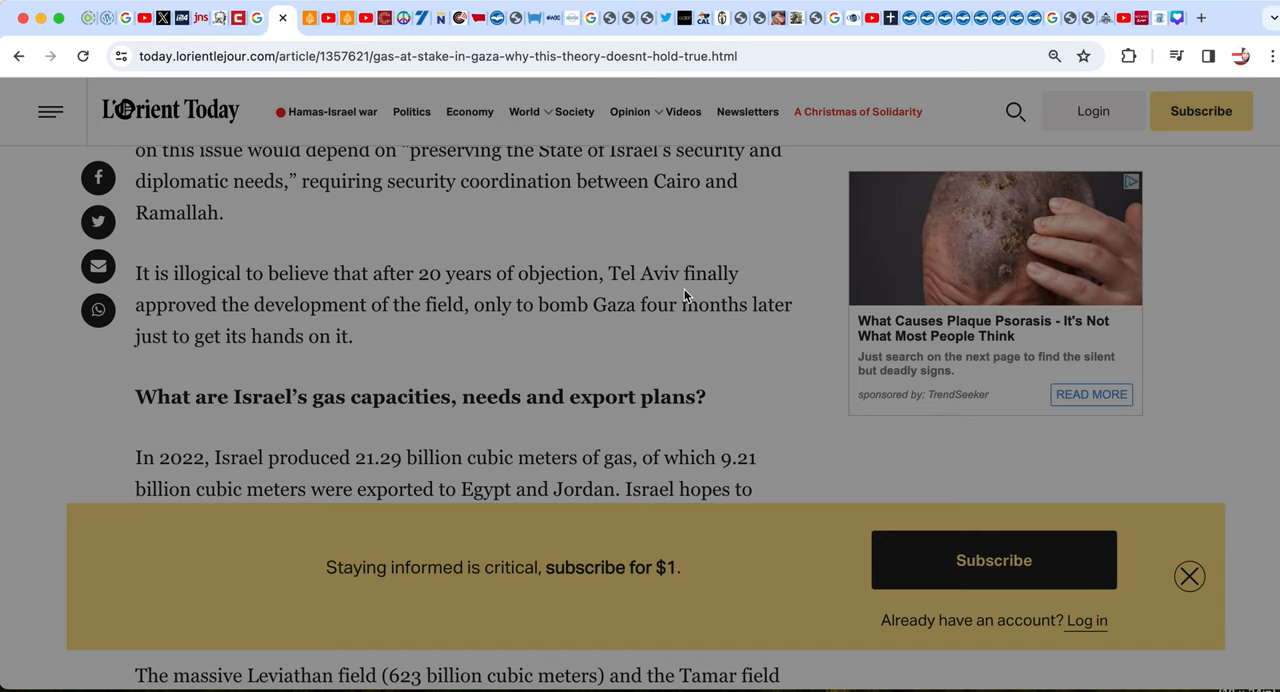 today.lorientlejour.com/article/1357621/gas-at-stake-in-gaza-why-this-theory-doesnt-hold-true.html
L'Orient Today
Hamas-Israel war Politics Economy World Society Opinion Videos Newsletters A Christmas of Solidarity
Login
Subscribe
on this issue would depend on “preserving the State of Israel’s security and
diplomatic needs,” requiring security coordination between Cairo and
Ramallah.
It is illogical to believe that after 20 years of objection, Tel Aviv finally
approved the development of the field, only to bomb Gaza four months later
just to get its hands on it.
What are Israel’s gas capacities, needs and export plans?
In 2022, Israel produced 21.29 billion cubic meters of gas, of which 9.21
billion cubic meters were exported to Egypt and Jordan. Israel hopes to
What Causes Plaque Psoriasis - It's Not
What Most People Think
Just search on the next page to find the silent
but deadly signs.
sponsored by: TrendSeeker
READ MORE
Staying informed is critical, subscribe for $1.
Subscribe
Already have an account? Log in
The massive Leviathan field (623 billion cubic meters) and the Tamar field